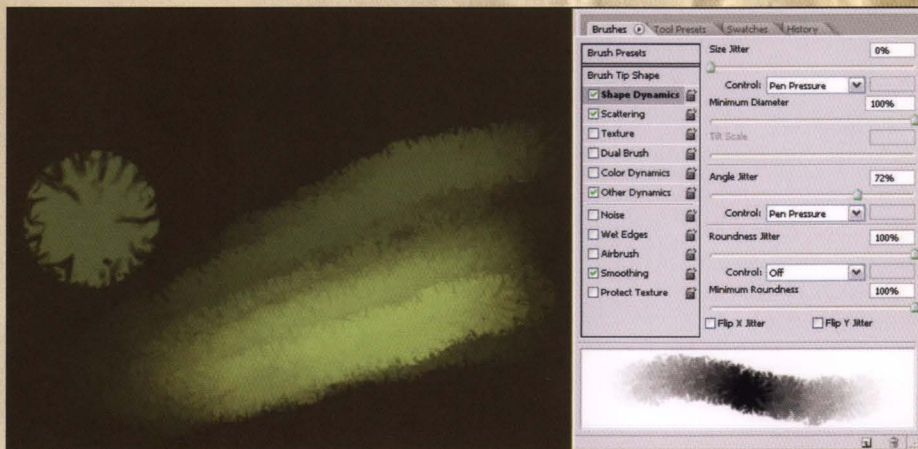 Brushes Tool Presets Swatches History
Brush Presets
Brush Tip Shape
Shape Dynamics
Scattering
Texture
Dual Brush
Color Dynamics
Other Dynamics
Noise
Wet Edges
Airbrush
Smoothing
Protect Texture
Size Jitter 0%
Control: Pen Pressure
Minimum Diameter 100%
Tilt Scale
Angle Jitter 72%
Control: Pen Pressure
Roundness Jitter 100%
Control: Off
Minimum Roundness 100%
Flip X Jitter Flip Y Jitter